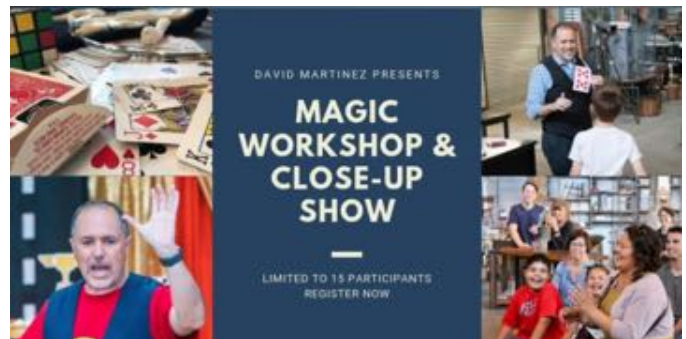 DAVID MARTINEZ PRESENTS
MAGIC
WORKSHOP &
CLOSE-UP
SHOW
LIMITED TO 15 PARTICIPANTS
REGISTER NOW